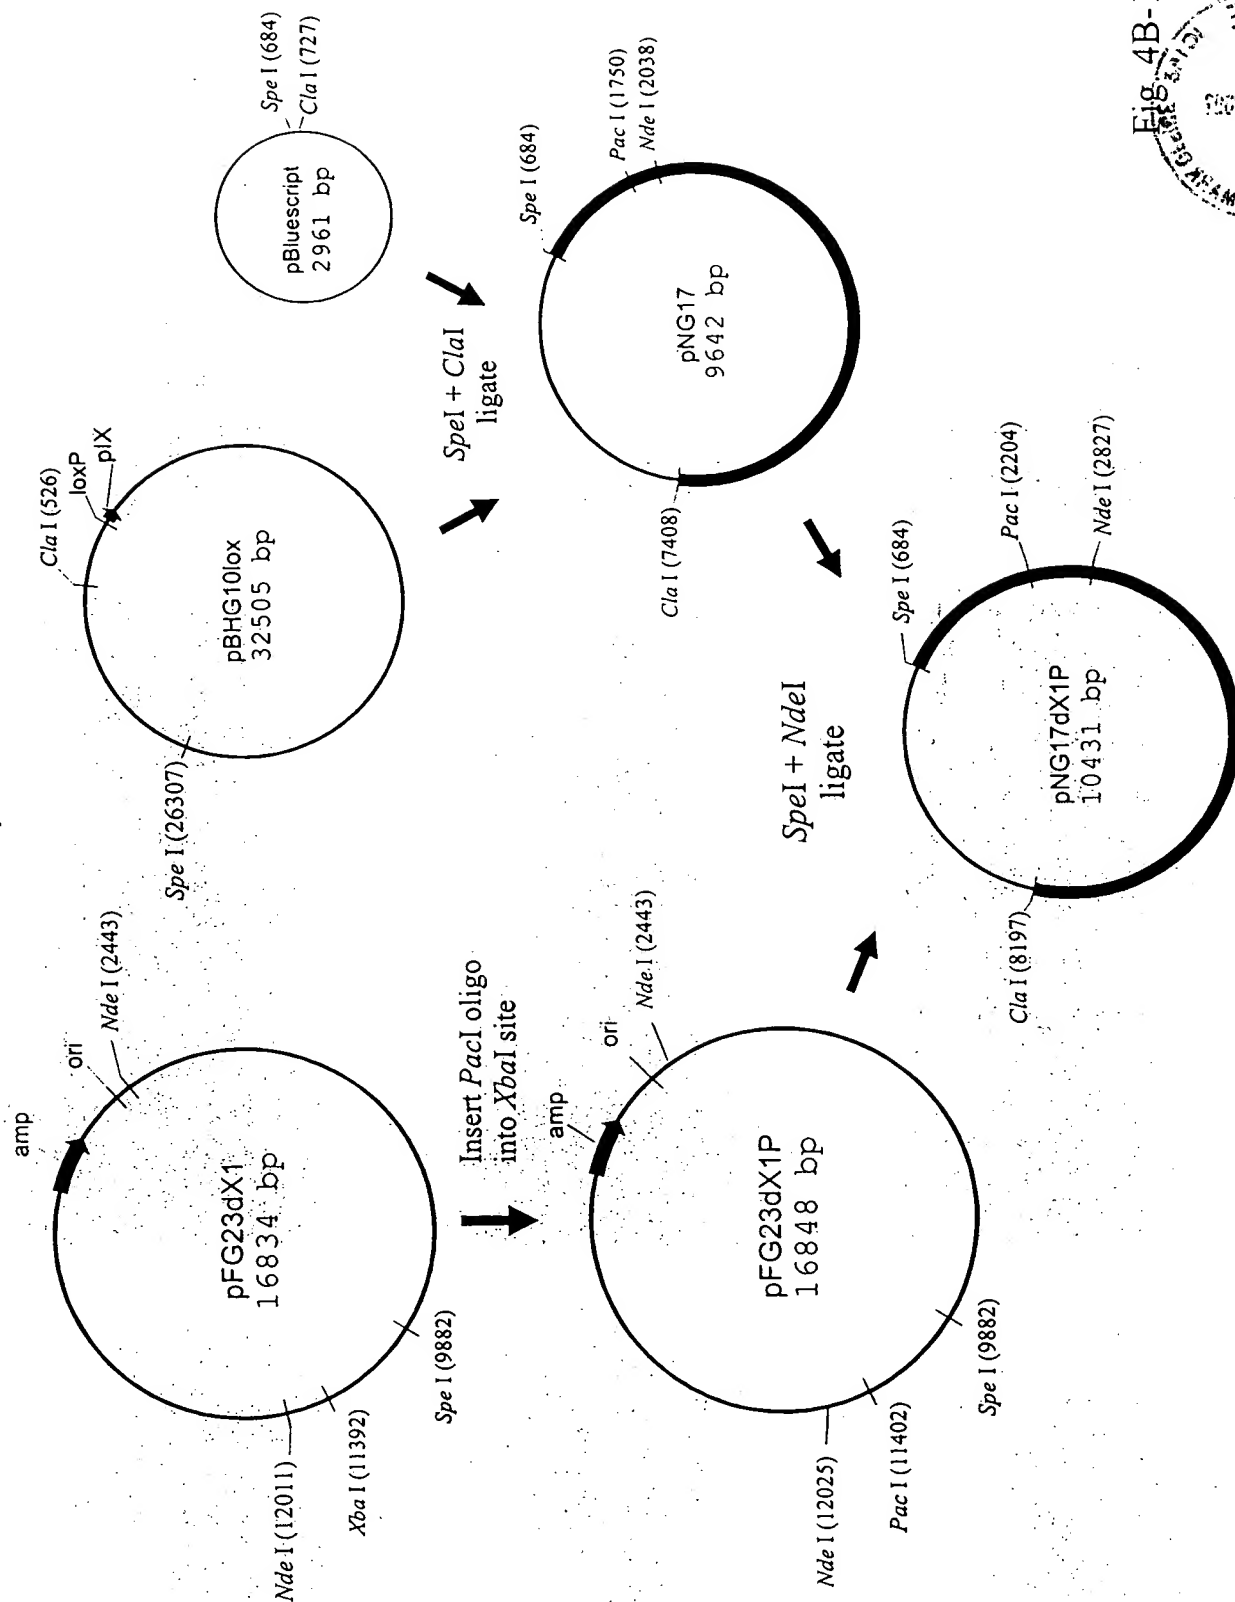 amp
ori
Nde I (2443)
pFG23dX1
16834 bp
Nde I (12011)
Xba I (11392)
Spe I (9882)
Cla I (526)
loxP
pIX
pBHG10lox
32505 bp
Spe I (26307)
Spe I (684)
Cla I (727)
pBluescript
2961 bp
Insert PacI oligo
into XbaI site
SpeI + ClaI
ligate
amp
ori
Nde I (2443)
pFG23dX1P
16848 bp
Nde I (12025)
Pac I (11402)
Spe I (9882)
Spe I (684)
Pac I (1750)
Nde I (2038)
pNG17
9642 bp
Cla I (7408)
SpeI + NdeI
ligate
Spe I (684)
Pac I (2204)
Nde I (2827)
pNG17dX1P
10431 bp
Cla I (8197)
Fig. 4B-